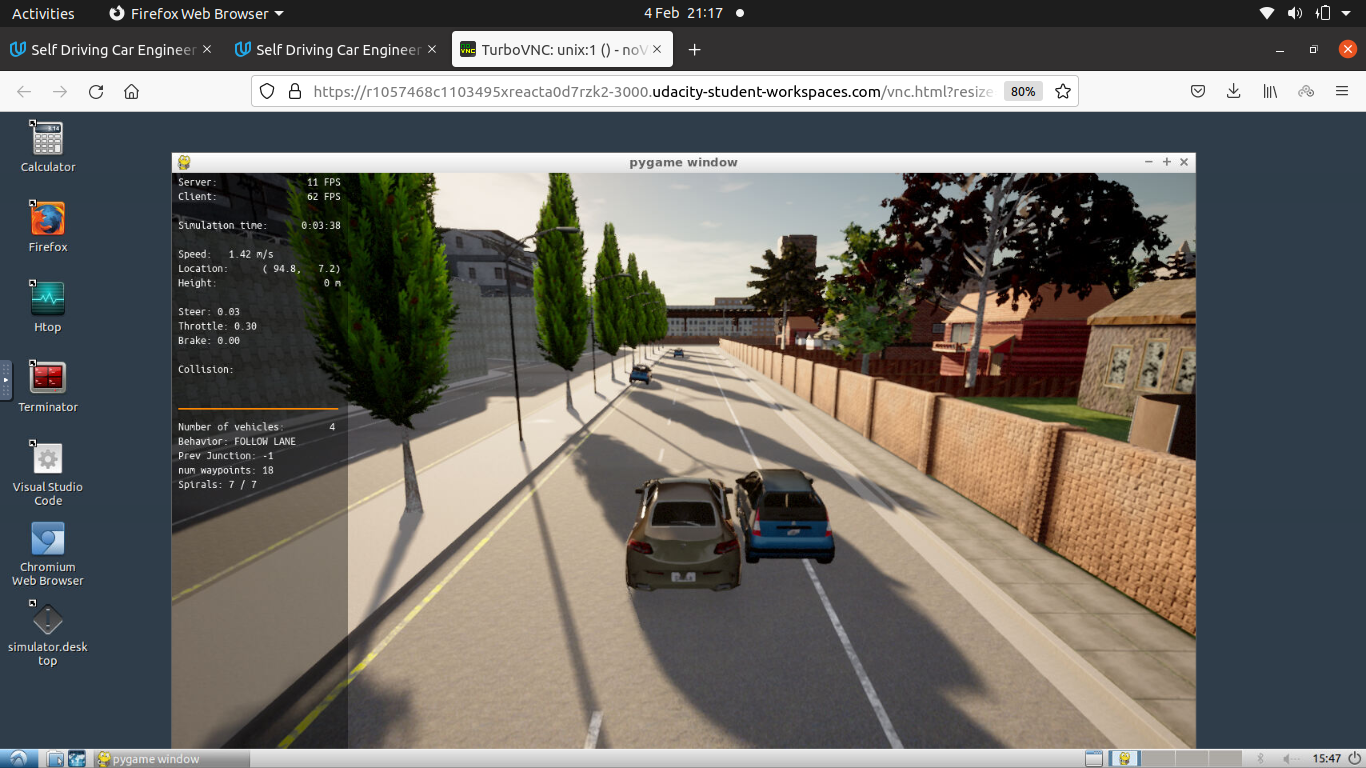 Activities Firefox Web Browser 4 Feb 21:17
Self Driving Car Engineer Self Driving Car Engineer TurboVNC: unix:1 () - noV
https://r1057468c1103495xreacta0d7rzk2-3000.udacity-student-workspaces.com/vnc.html?resize 80%
pygame window
Calculator
Firefox
Htop
Terminator
Visual Studio
Code
Chromium
Web Browser
simulator.desk
top
Server: 11 FPS
Client: 62 FPS
Simulation time: 0:03:38
Speed: 1.42 m/s
Location: ( 94.8, 7.2)
Height: 0 m
Steer: 0.03
Throttle: 0.30
Brake: 0.00
Collision:
Number of vehicles: 4
Behavior: FOLLOW LANE
Prev Junction: -1
num_waypoints: 18
Spirals: 7 / 7
pygame window 15:47